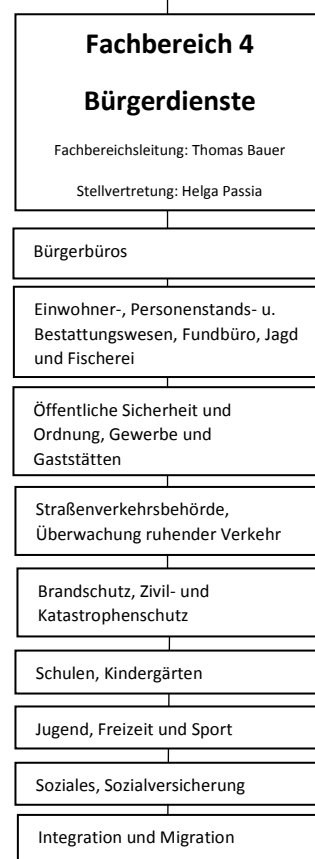 Fachbereich 4
Bürgerdienste
Fachbereichsleitung: Thomas Bauer
Stellvertretung: Helga Passia
Bürgerbüros
Einwohner-, Personenstands- u.
Bestattungswesen, Fundbüro, Jagd
und Fischerei
Öffentliche Sicherheit und
Ordnung, Gewerbe und
Gaststätten
Straßenverkehrsbehörde,
Überwachung ruhender Verkehr
Brandschutz, Zivil- und
Katastrophenschutz
Schulen, Kindergärten
Jugend, Freizeit und Sport
Soziales, Sozialversicherung
Integration und Migration